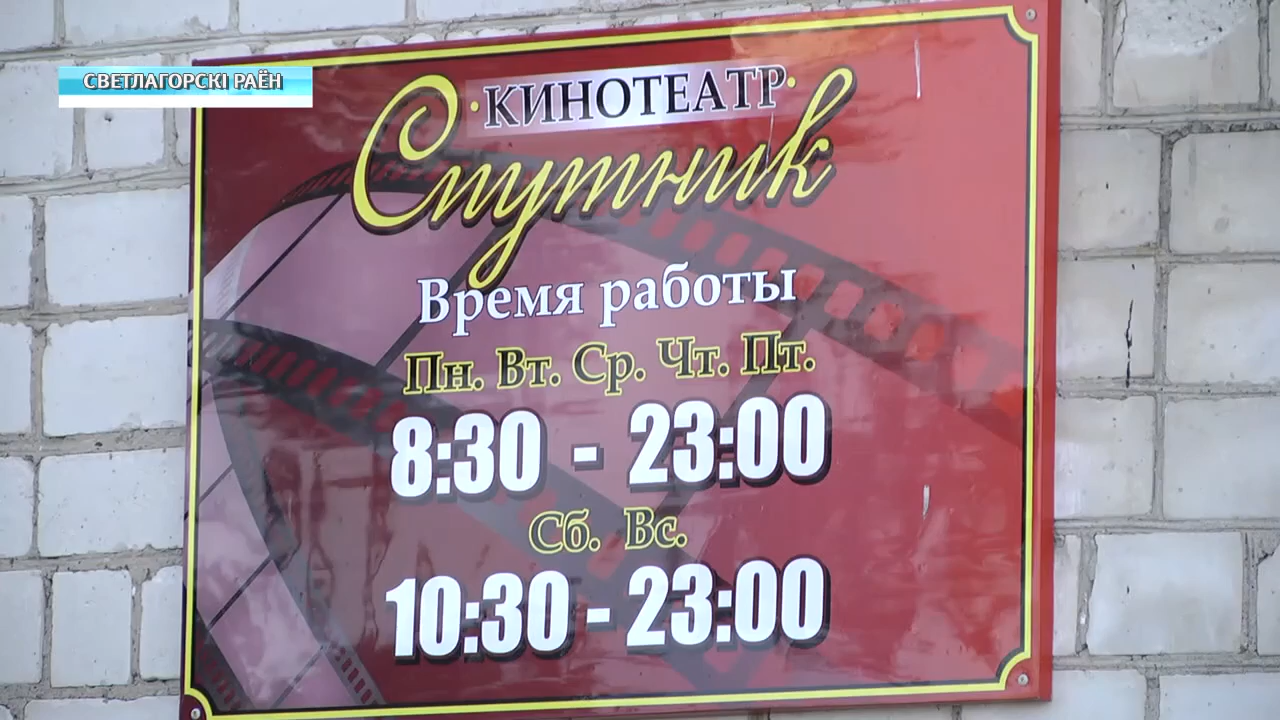 СВЕТЛАГОРСКІ РАЁН
·КИНОТЕАТР·
Спутник
Время работы
Пн. Вт. Ср. Чт. Пт.
8:30 - 23:00
Сб. Вс.
10:30 - 23:00